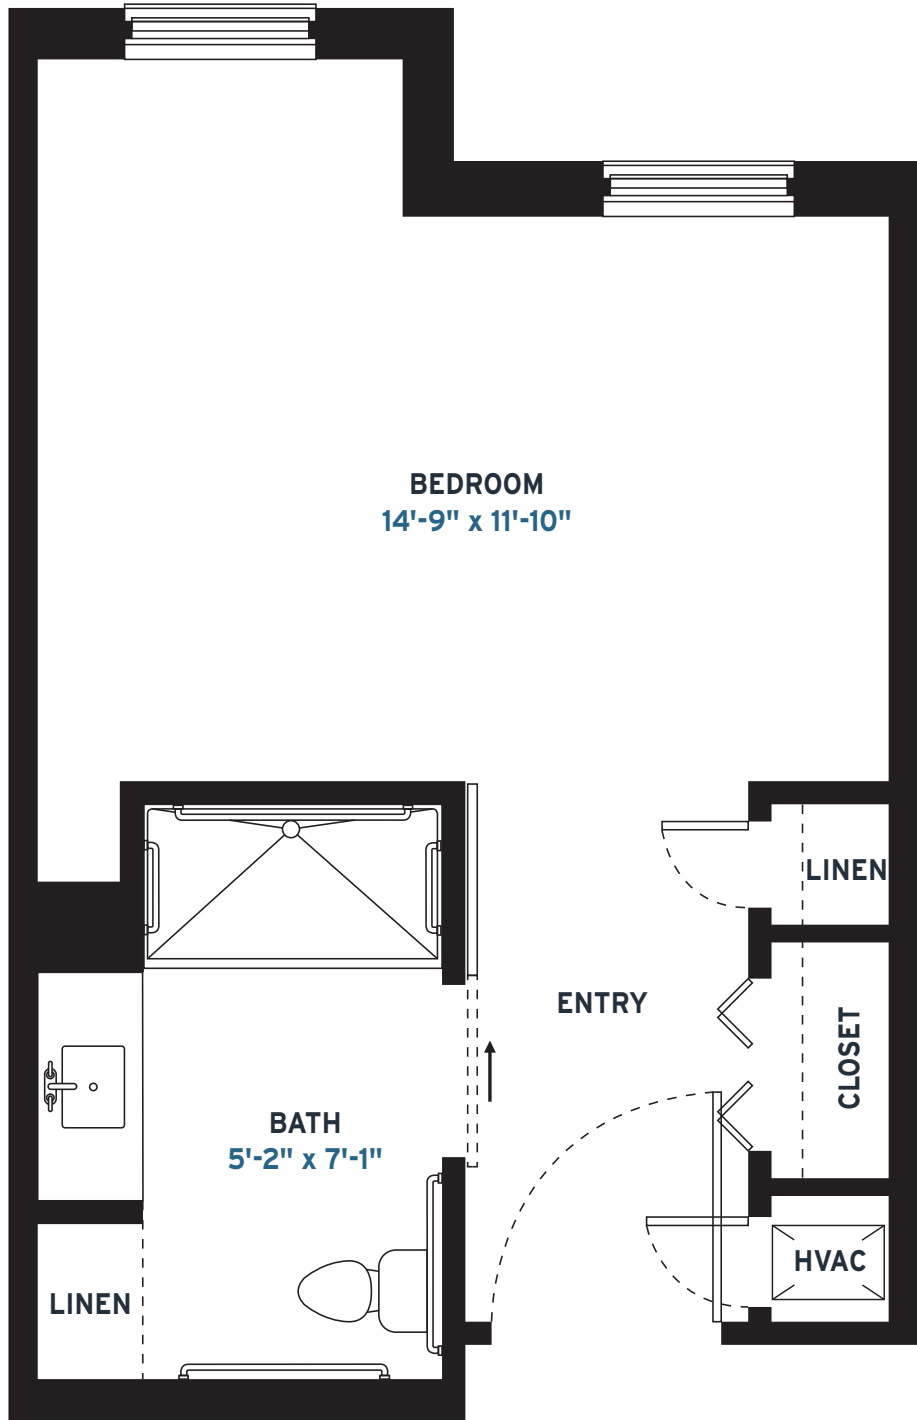 BEDROOM
14'-9" x 11'-10"
LINEN
ENTRY
CLOSET
BATH
5'-2" x 7'-1"
HVAC
LINEN